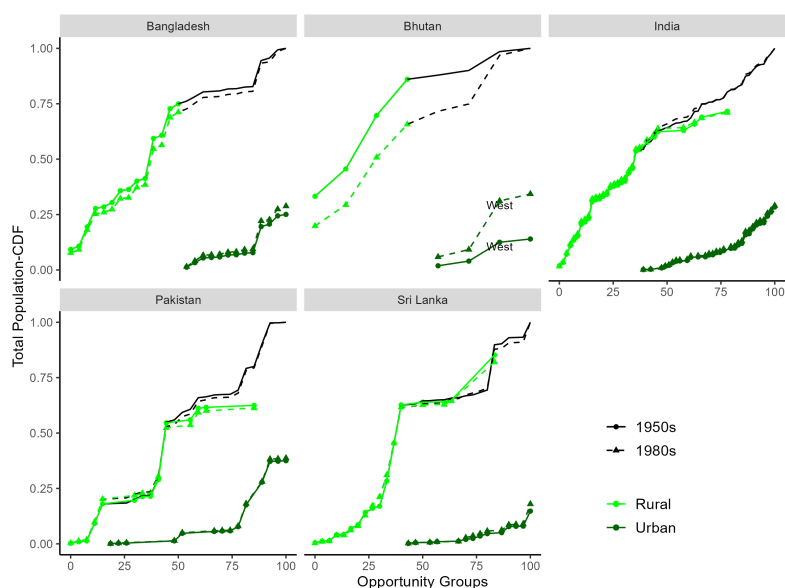 Bangladesh
Bhutan
India
1.00
0.75
0.50
0.25
0.00
West
West
0 25 50 75 100
Pakistan
Sri Lanka
1.00
0.75
0.50
0.25
0.00
0 25 50 75 100
0 25 50 75 100
Total Population-CDF
Opportunity Groups
1950s
1980s
Rural
Urban